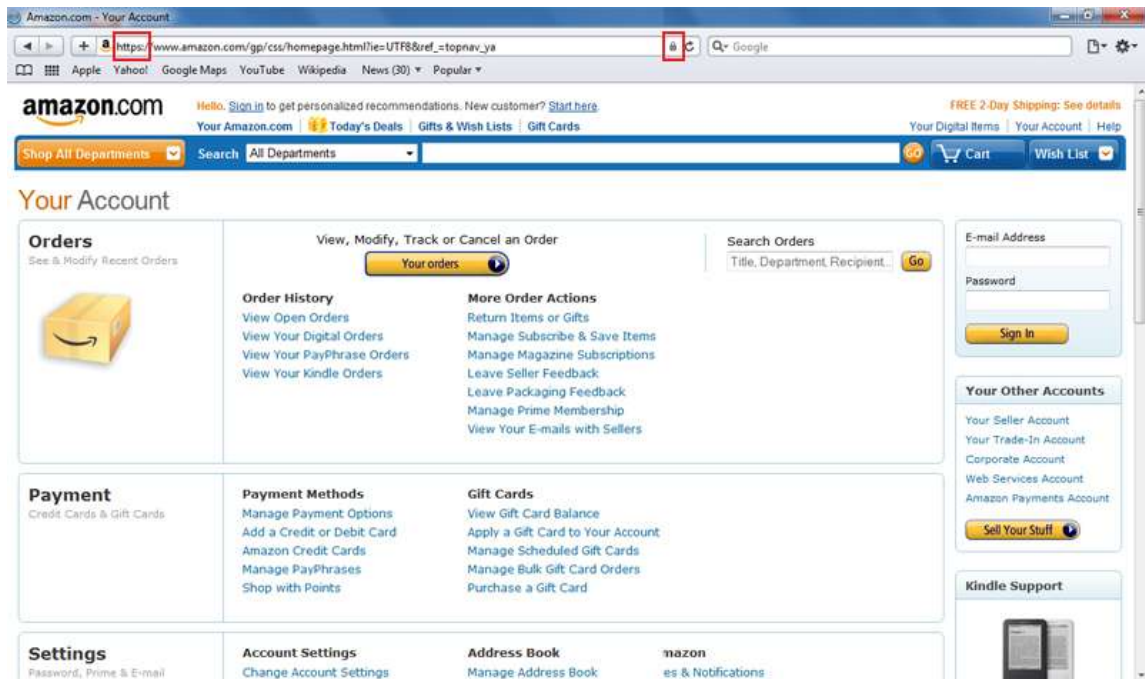 Amazon.com - Your Account
https://www.amazon.com/gp/css/homepage.html?ie=UTF8&ref_=topnav_ya
Google
Apple Yahoo! Google Maps YouTube Wikipedia News (30) Popular
amazon.com
Hello. Sign in to get personalized recommendations. New customer? Start here.
FREE 2-Day Shipping: See details
Your Amazon.com Today's Deals Gifts & Wish Lists Gift Cards
Your Digital Items Your Account Help
Shop All Departments Search All Departments GO Cart Wish List
Your Account
Orders
See & Modify Recent Orders
View, Modify, Track or Cancel an Order
Your orders
Search Orders
Title, Department, Recipient... Go
Order History
View Open Orders
View Your Digital Orders
View Your PayPhrase Orders
View Your Kindle Orders
More Order Actions
Return Items or Gifts
Manage Subscribe & Save Items
Manage Magazine Subscriptions
Leave Seller Feedback
Leave Packaging Feedback
Manage Prime Membership
View Your E-mails with Sellers
E-mail Address
Password
Sign In
Your Other Accounts
Your Seller Account
Your Trade-In Account
Corporate Account
Web Services Account
Amazon Payments Account
Sell Your Stuff
Payment
Credit Cards & Gift Cards
Payment Methods
Manage Payment Options
Add a Credit or Debit Card
Amazon Credit Cards
Manage PayPhrases
Shop with Points
Gift Cards
View Gift Card Balance
Apply a Gift Card to Your Account
Manage Scheduled Gift Cards
Manage Bulk Gift Card Orders
Purchase a Gift Card
Kindle Support
Settings
Password, Prime & E-mail
Account Settings
Change Account Settings
Address Book
Manage Address Book
mazon
es & Notifications